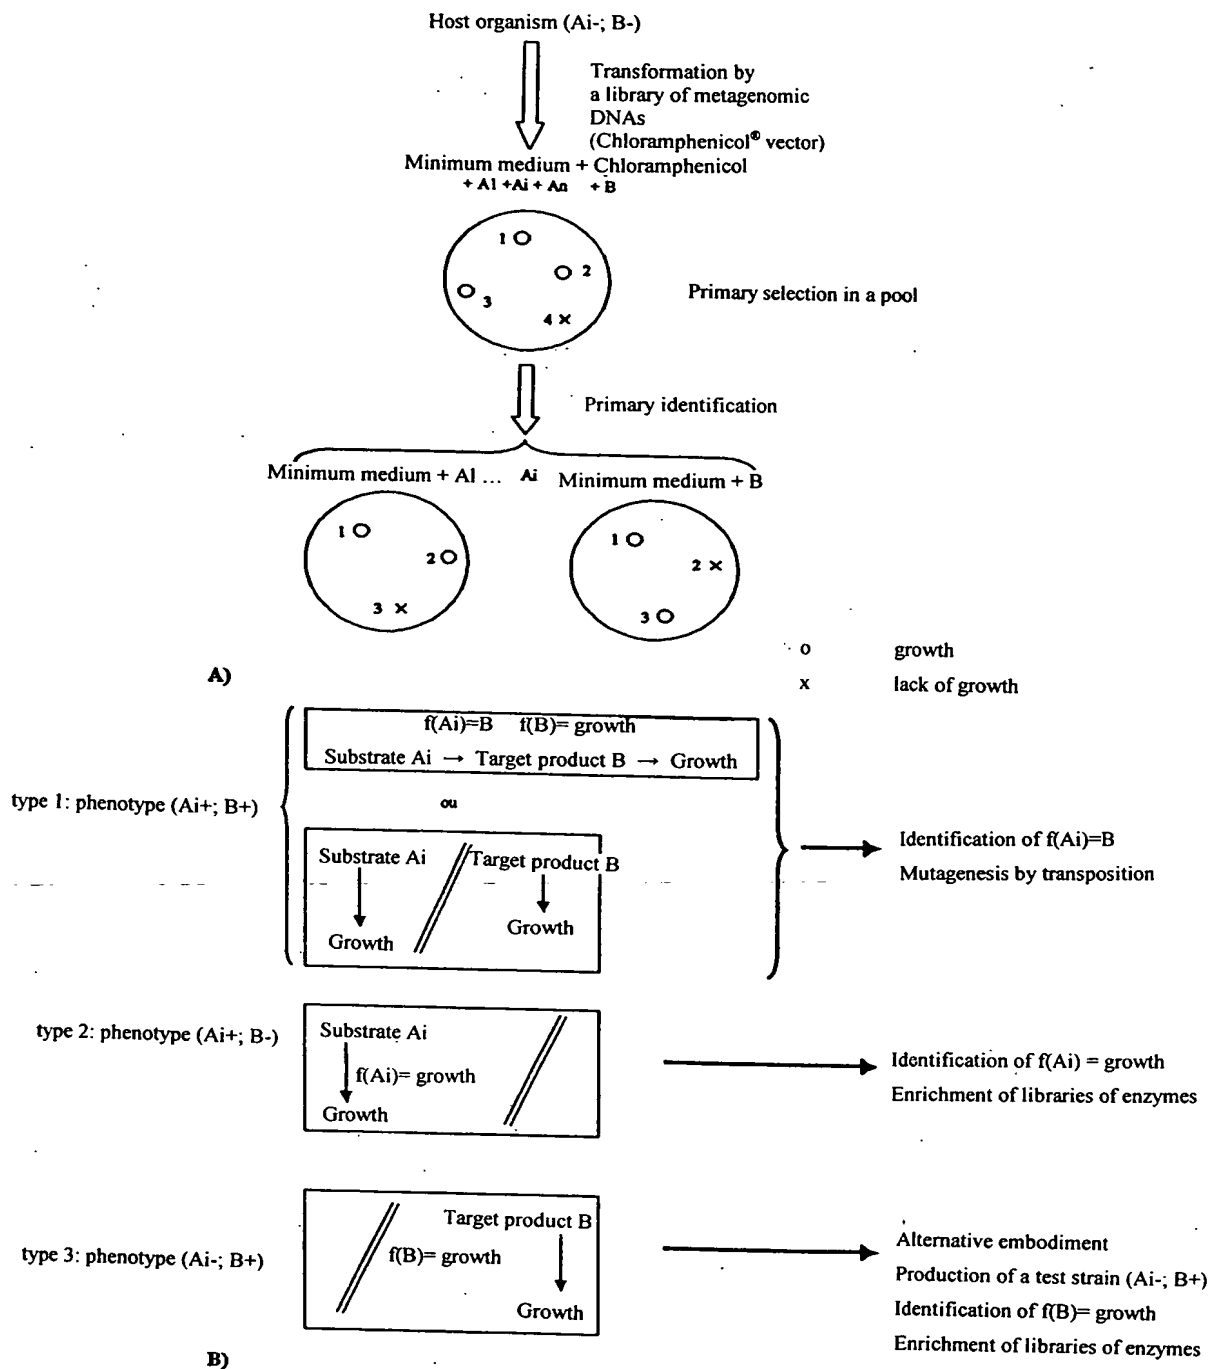 Host organism (Ai-; B-)
Transformation by
a library of metagenomic
DNAs
(Chloramphenicol® vector)
Minimum medium + Chloramphenicol
+ Al +Ai + An + B
1
2
3
4
Primary selection in a pool
Primary identification
Minimum medium + Al ... Ai Minimum medium + B
1
2
3
1
2
3
o growth
x lack of growth
A)
type 1: phenotype (Ai+; B+)
f(Ai)=B f(B)= growth
Substrate Ai → Target product B → Growth
ou
Substrate Ai
Target product B
Growth
Growth
Identification of f(Ai)=B
Mutagenesis by transposition
type 2: phenotype (Ai+; B-)
Substrate Ai
f(Ai)= growth
Growth
Identification of f(Ai) = growth
Enrichment of libraries of enzymes
type 3: phenotype (Ai-; B+)
Target product B
f(B)= growth
Growth
Alternative embodiment
Production of a test strain (Ai-; B+)
Identification of f(B)= growth
Enrichment of libraries of enzymes
B)